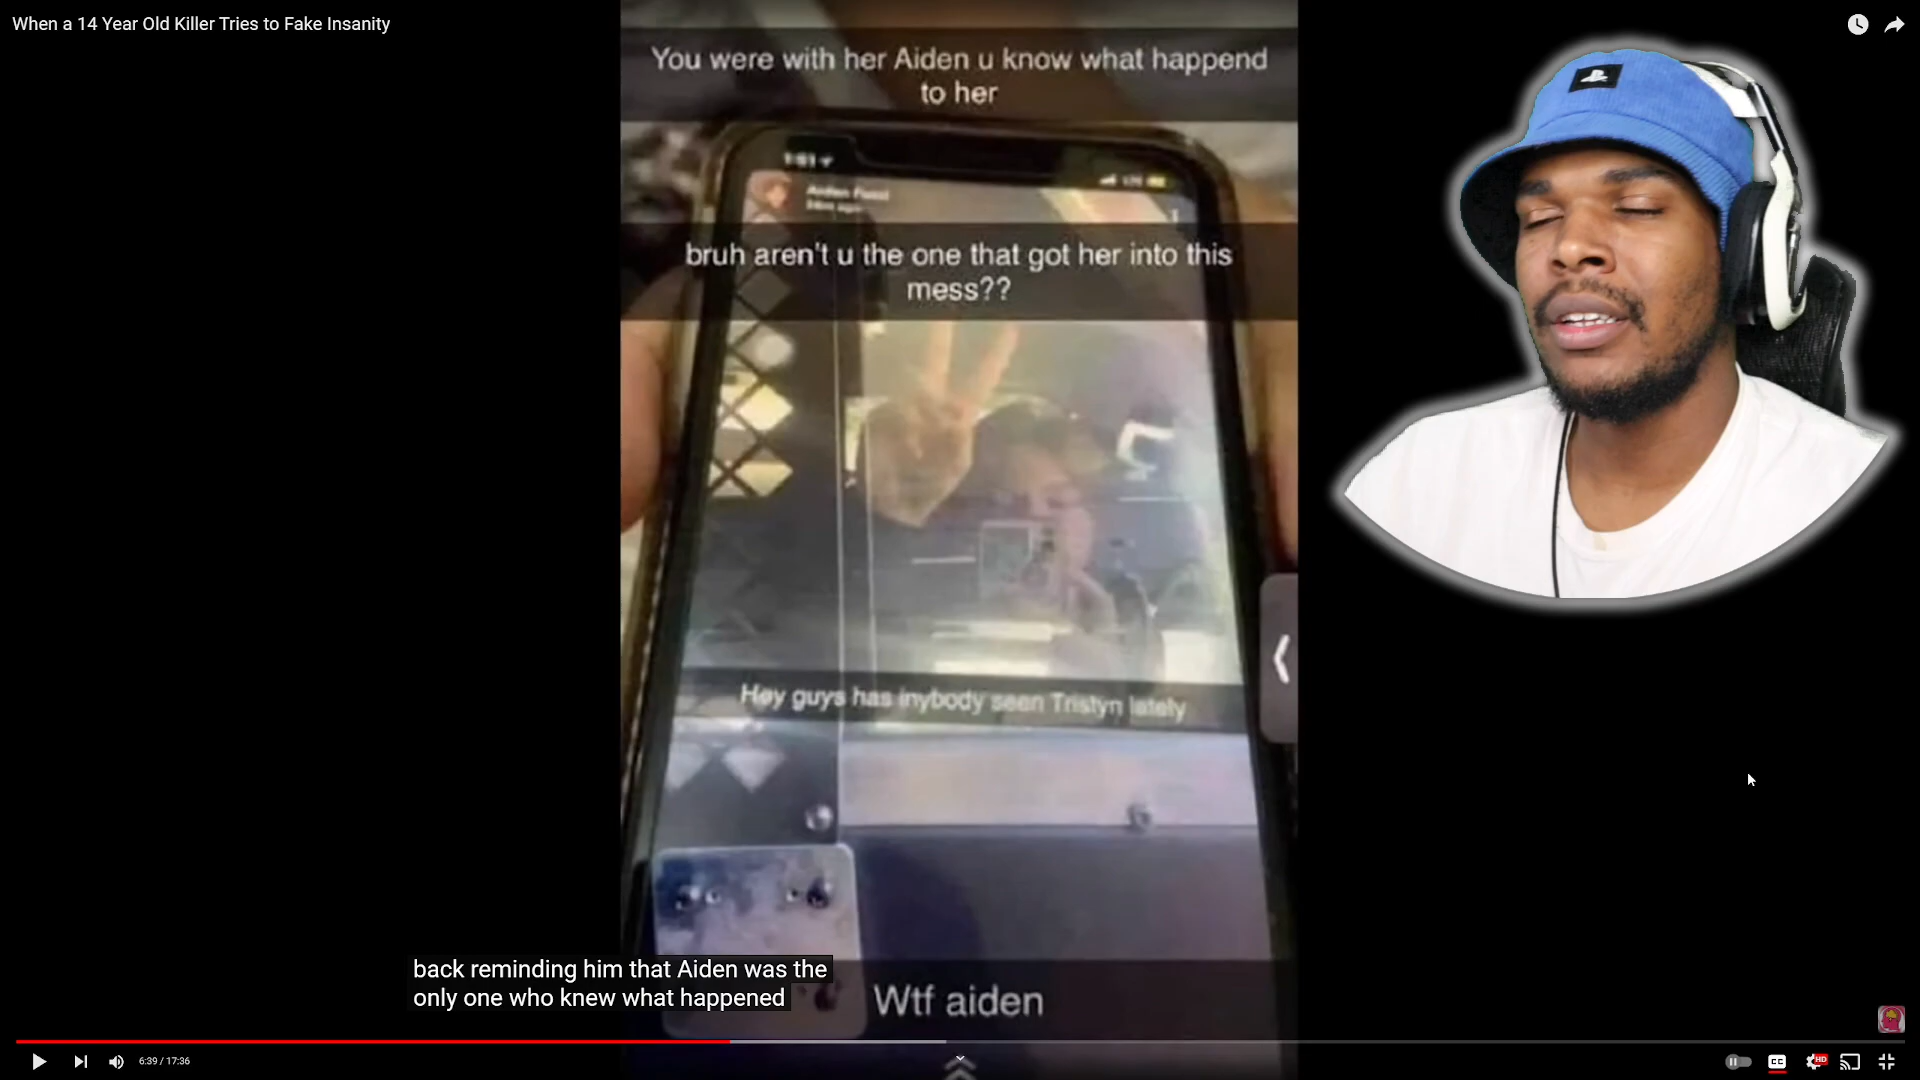 When a 14 Year Old Killer Tries to Fake Insanity
You were with her Aiden u know what happend
to her
bruh aren't u the one that got her into this
mess??
Hey guys has inybody seen Tristyn lately
back reminding him that Aiden was the
only one who knew what happened
Wtf aiden
6:39 / 17:36
CC
HD